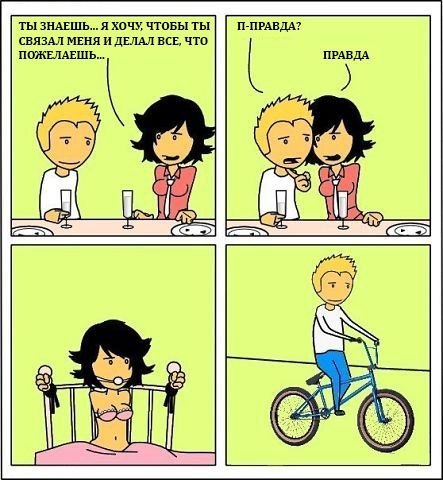 ТЫ ЗНАЕШЬ... Я ХОЧУ, ЧТОБЫ ТЫ
СВЯЗАЛ МЕНЯ И ДЕЛАЛ ВСЕ, ЧТО
ПОЖЕЛАЕШЬ...
П-ПРАВДА?
ПРАВДА